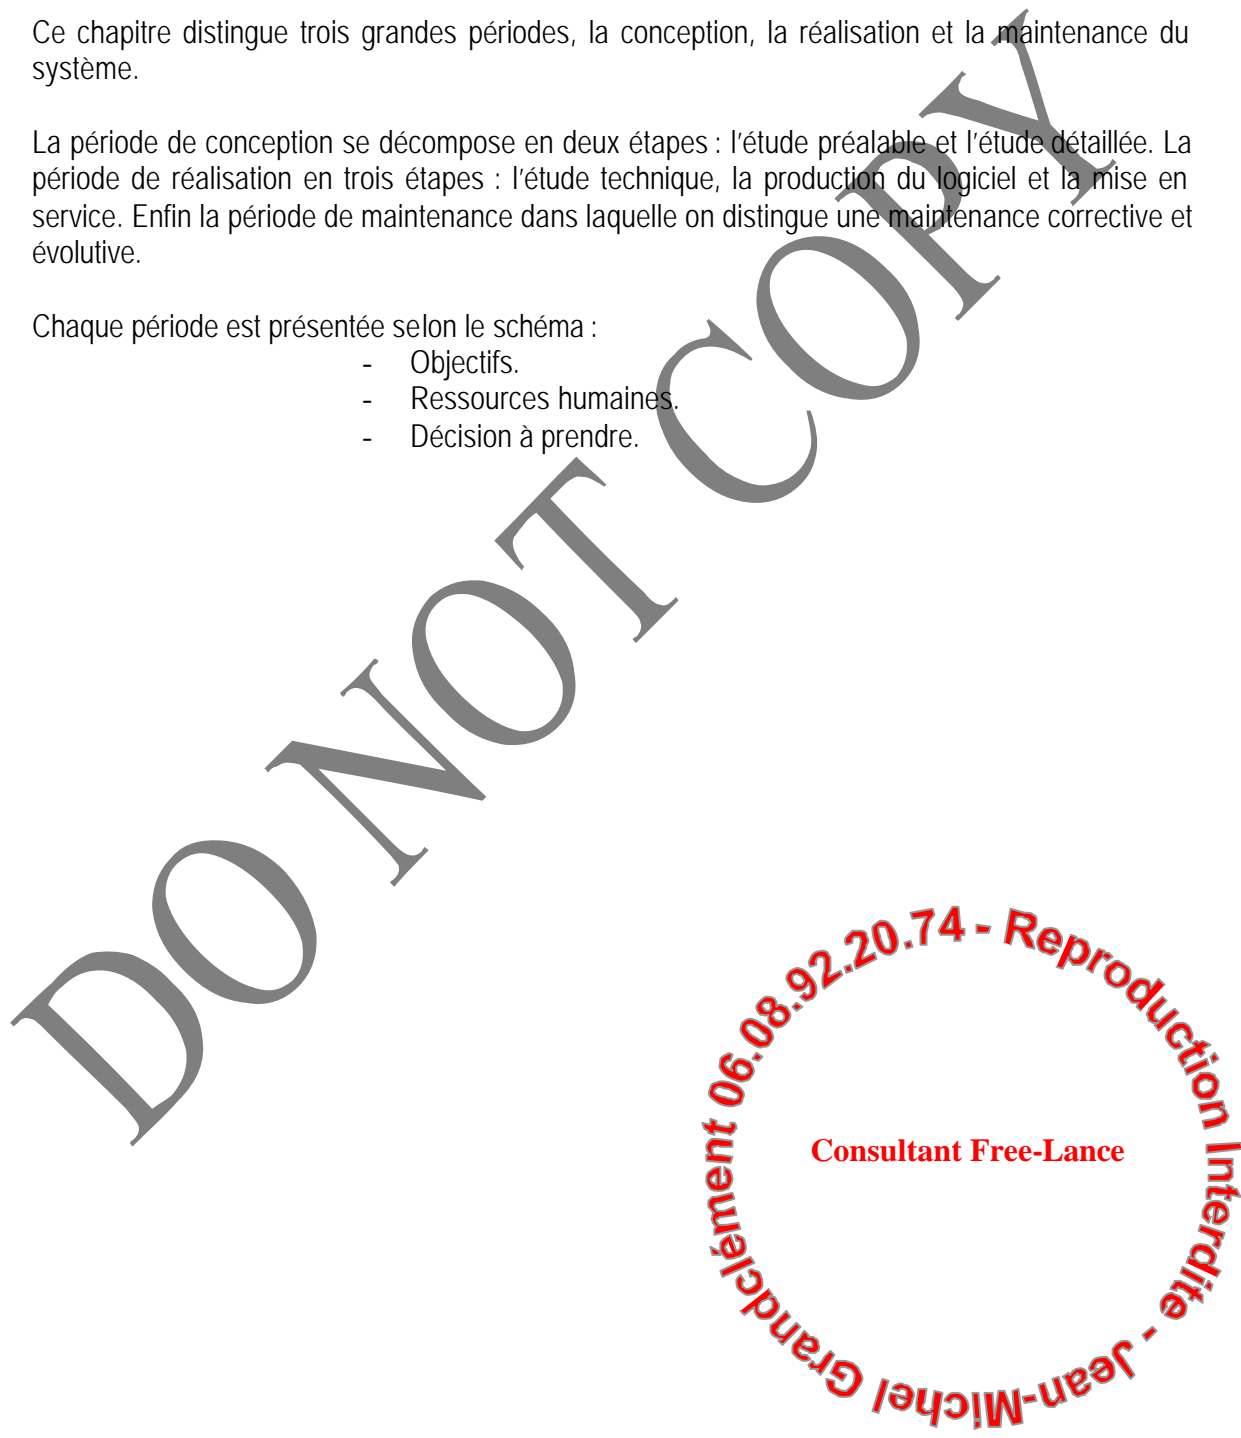 Ce chapitre distingue trois grandes périodes, la conception, la réalisation et la maintenance du
système.
La période de conception se décompose en deux étapes : l'étude préalable et l'étude détaillée. La
période de réalisation en trois étapes : l'étude technique, la production du logiciel et la mise en
service. Enfin la période de maintenance dans laquelle on distingue une maintenance corrective et
évolutive.
Chaque période est présentée selon le schéma :
- Objectifs.
- Ressources humaines.
- Décision à prendre.
DO NOT COPY
Jean-Michel Grandclément 06.08.92.20.74 - Reproduction Interdite -
Consultant Free-Lance